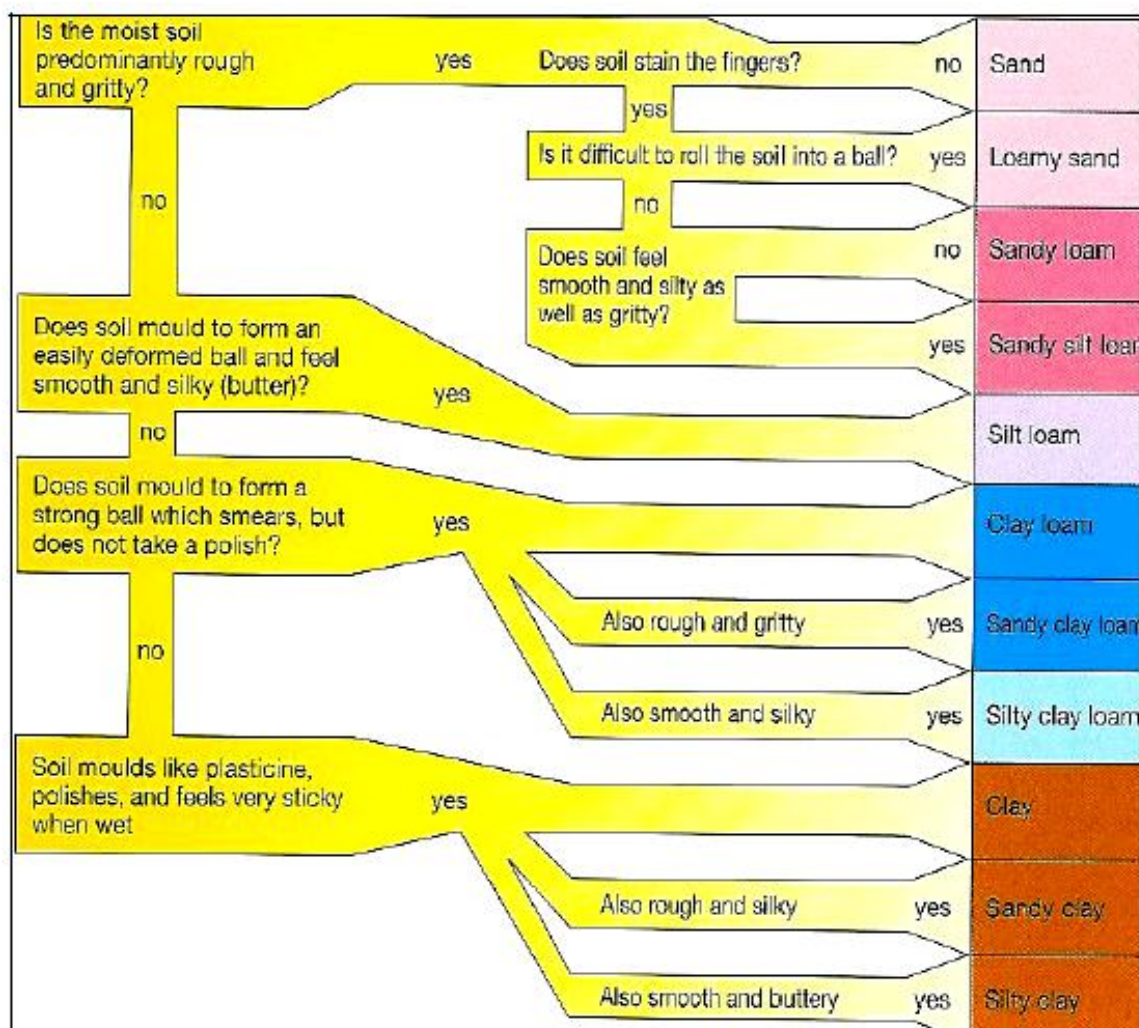 Is the moist soil
predominantly rough
and gritty?
yes
Does soil stain the fingers?
no
Sand
yes
Is it difficult to roll the soil into a ball?
yes
Loamy sand
no
no
Does soil feel
smooth and silty as
well as gritty?
no
Sandy loam
yes
Sandy silt loam
Does soil mould to form an
easily deformed ball and feel
smooth and silky (butter)?
yes
Silt loam
no
Does soil mould to form a
strong ball which smears, but
does not take a polish?
yes
Clay loam
Also rough and gritty
yes
Sandy clay loam
no
Also smooth and silky
yes
Silty clay loam
Soil moulds like plasticine,
polishes, and feels very sticky
when wet
yes
Clay
Also rough and silky
yes
Sandy clay
Also smooth and buttery
yes
Silty clay